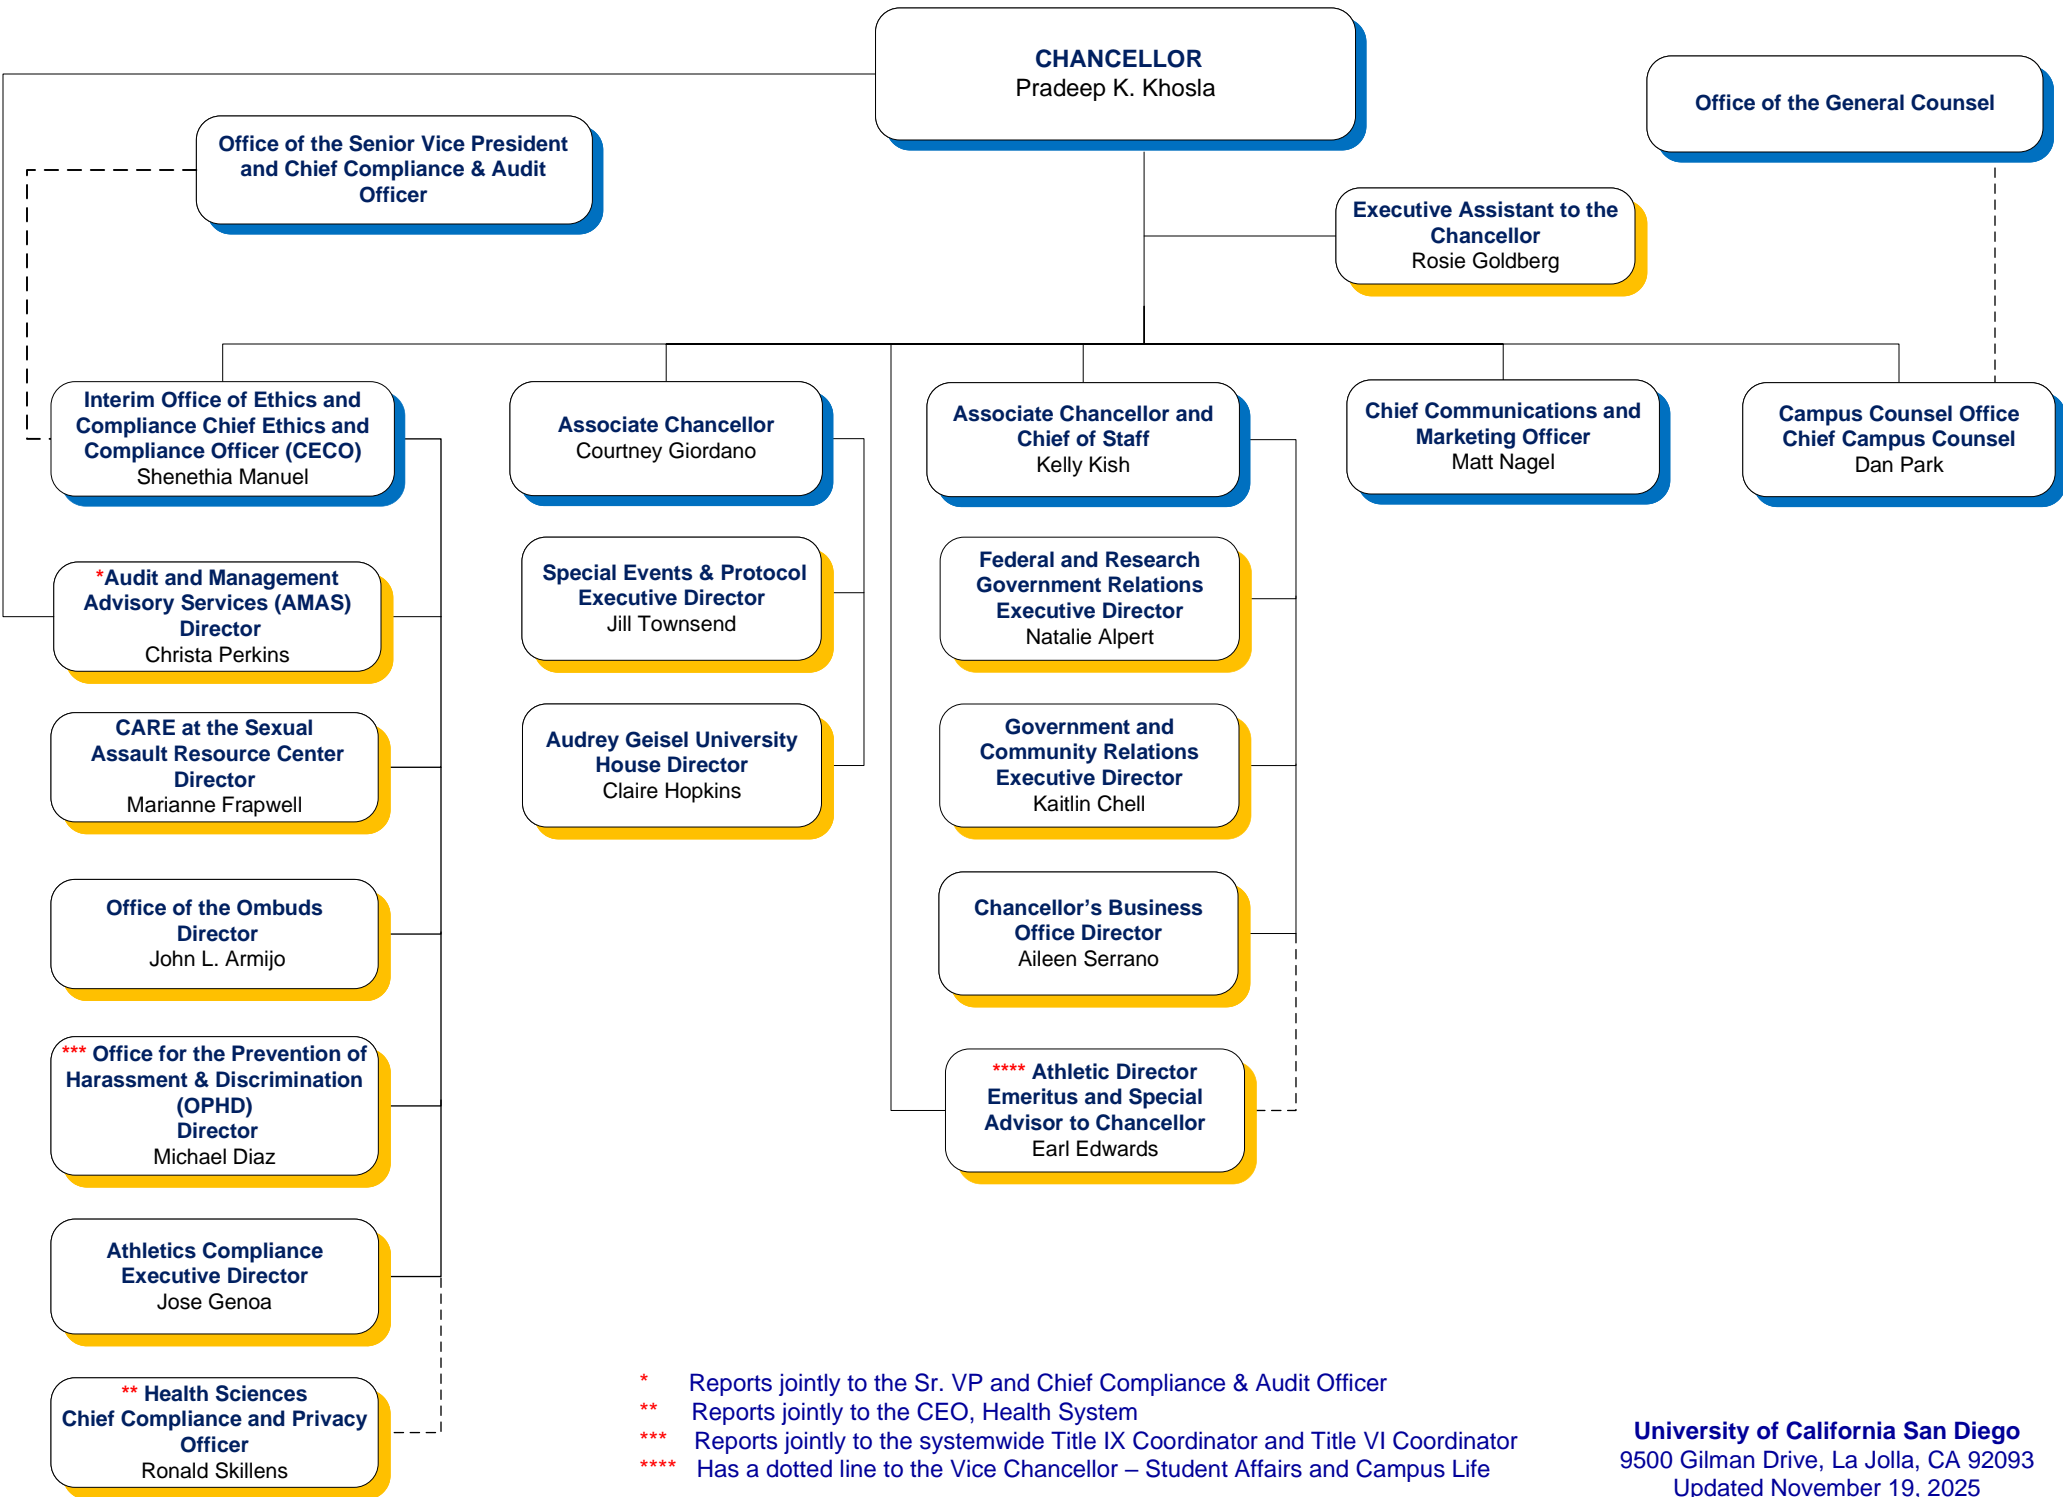 CHANCELLOR
Pradeep K. Khosla
Office of the General Counsel
Office of the Senior Vice President
and Chief Compliance & Audit
Officer
Executive Assistant to the
Chancellor
Rosie Goldberg
Interim Office of Ethics and
Compliance Chief Ethics and
Compliance Officer (CECO)
Shenethia Manuel
Associate Chancellor
Courtney Giordano
Associate Chancellor and
Chief of Staff
Kelly Kish
Chief Communications and
Marketing Officer
Matt Nagel
Campus Counsel Office
Chief Campus Counsel
Dan Park
*Audit and Management
Advisory Services (AMAS)
Director
Christa Perkins
CARE at the Sexual
Assault Resource Center
Director
Marianne Frapwell
Office of the Ombuds
Director
John L. Armijo
*** Office for the Prevention of
Harassment & Discrimination
(OPHD)
Director
Michael Diaz
Athletics Compliance
Executive Director
Jose Genoa
** Health Sciences
Chief Compliance and Privacy
Officer
Ronald Skillens
Special Events & Protocol
Executive Director
Jill Townsend
Audrey Geisel University
House Director
Claire Hopkins
Federal and Research
Government Relations
Executive Director
Natalie Alpert
Government and
Community Relations
Executive Director
Kaitlin Chell
Chancellor’s Business
Office Director
Aileen Serrano
**** Athletic Director
Emeritus and Special
Advisor to Chancellor
Earl Edwards
* Reports jointly to the Sr. VP and Chief Compliance & Audit Officer
** Reports jointly to the CEO, Health System
*** Reports jointly to the systemwide Title IX Coordinator and Title VI Coordinator
**** Has a dotted line to the Vice Chancellor – Student Affairs and Campus Life
University of California San Diego
9500 Gilman Drive, La Jolla, CA 92093
Updated November 19, 2025